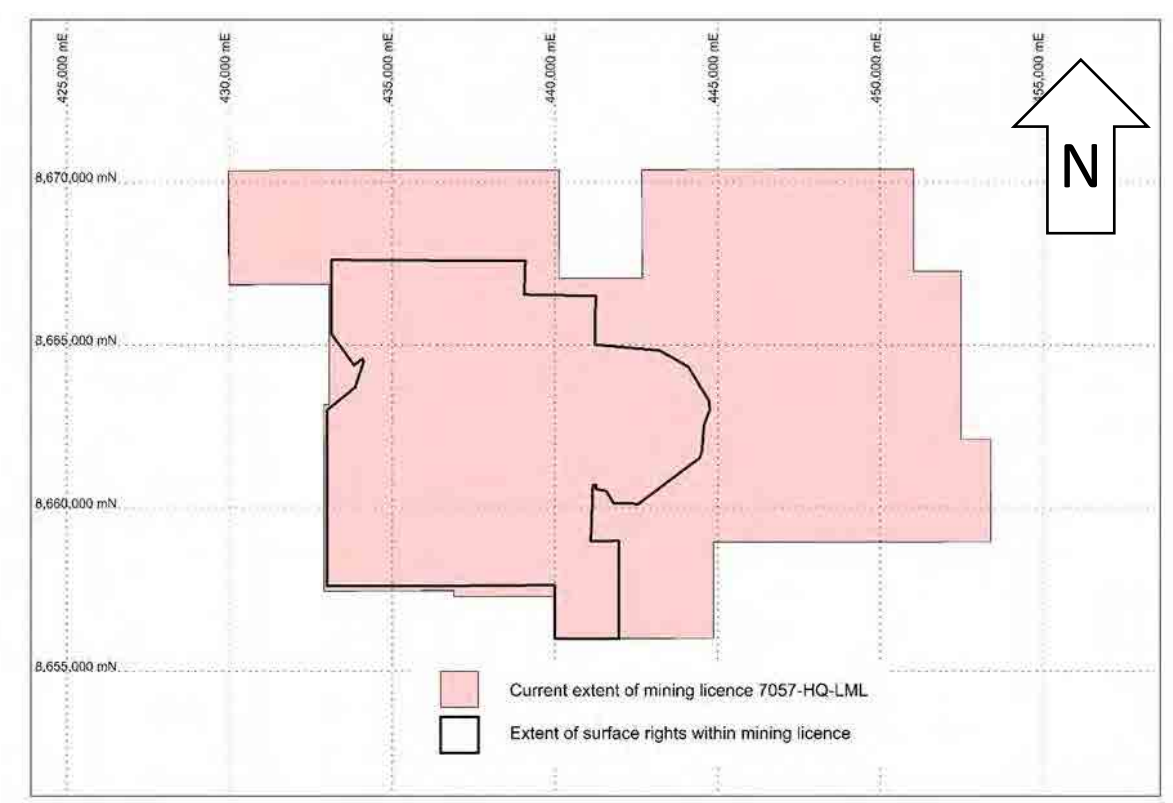 425,000 mE
430,000 mE
435,000 mE
440,000 mE
445,000 mE
450,000 mE
455,000 mE
N
8,670,000 mN
8,665,000 mN
8,660,000 mN
8,655,000 mN
Current extent of mining licence 7057-HQ-LML
Extent of surface rights within mining licence